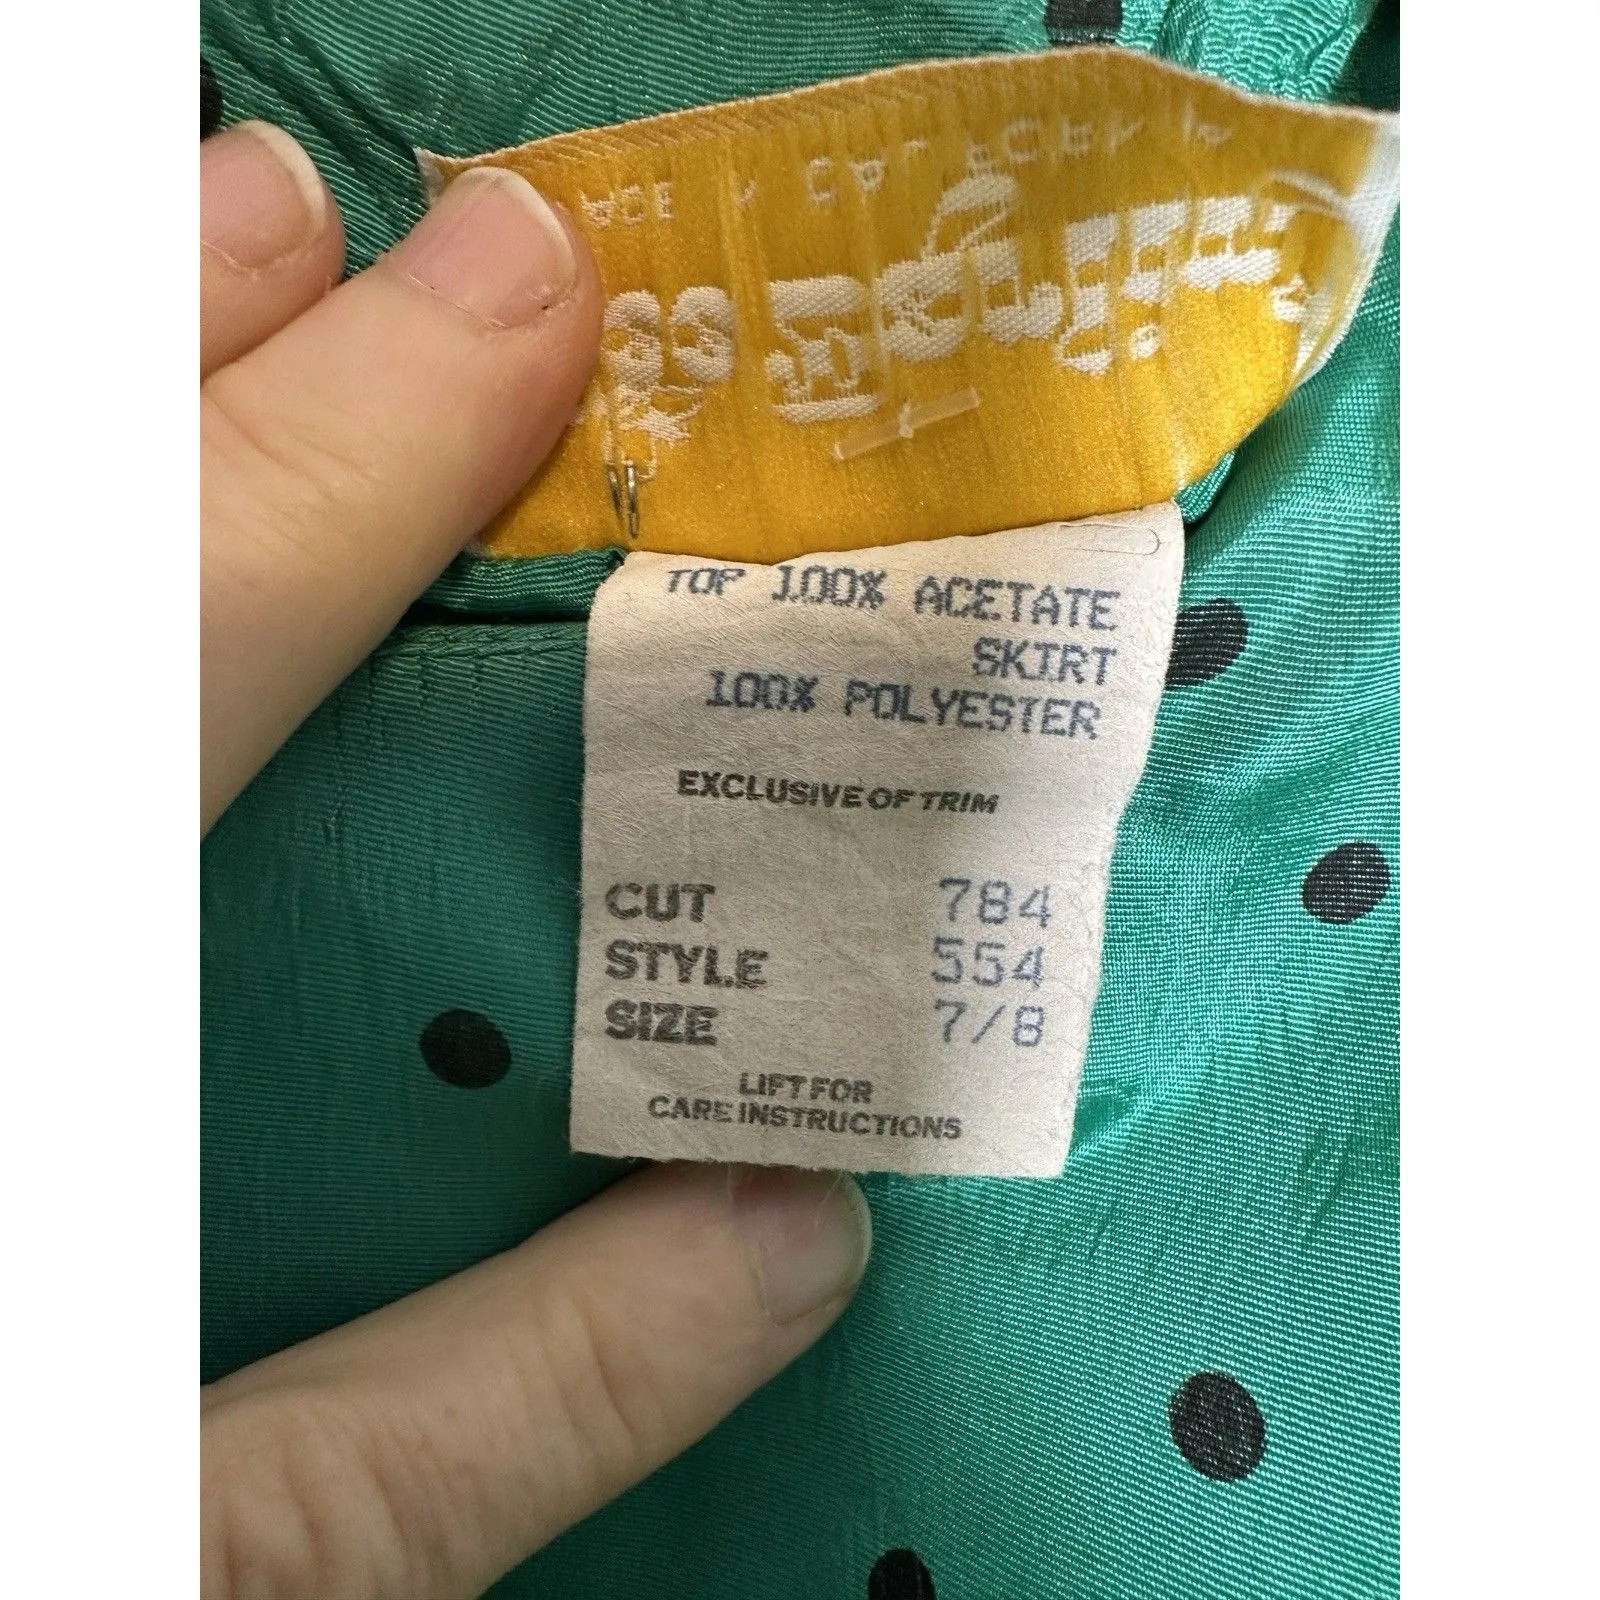 TOP 100% ACETATE
SKIRT
100% POLYESTER
EXCLUSIVE OF TRIM
CUT 784
STYLE 554
SIZE 7/8
LIFT FOR
CARE INSTRUCTIONS